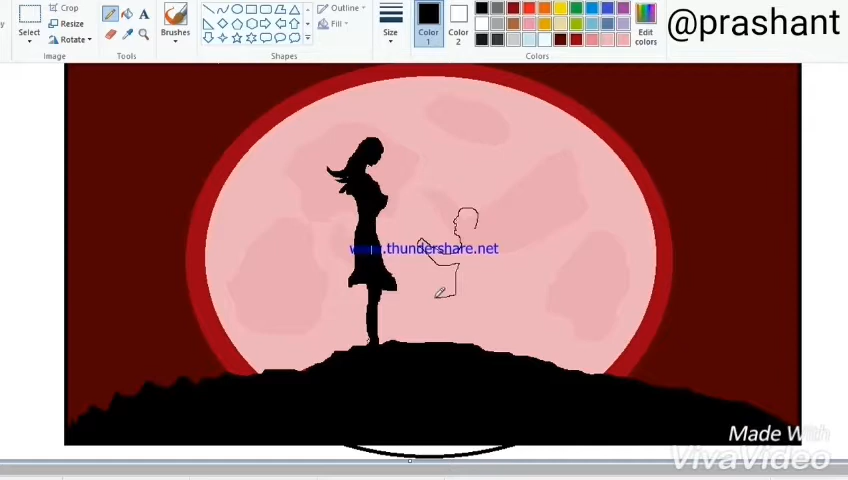 Crop
Resize
Rotate
Select
Image
A
Tools
Brushes
Outline
Fill
Shapes
Size
Color
1
Color
2
Edit
colors
Colors
@prashant
www.thundershare.net
Made With
VivaVideo